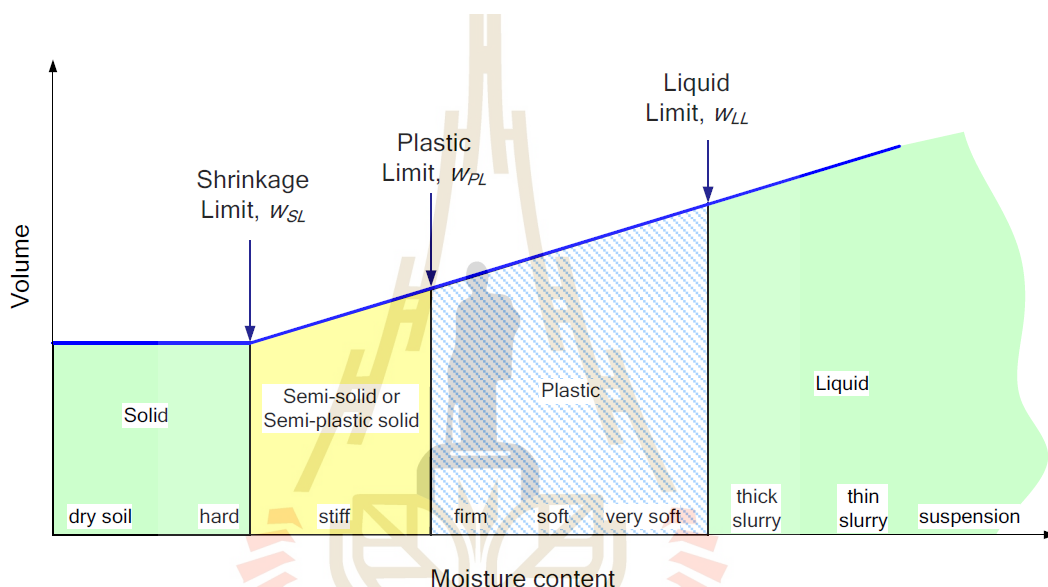 Liquid
Limit, wLL
Plastic
Limit, wPL
Shrinkage
Limit, wSL
Volume
Solid
Semi-solid or
Semi-plastic solid
Plastic
Liquid
dry soil
hard
stiff
firm
soft
very soft
thick
slurry
thin
slurry
suspension
Moisture content